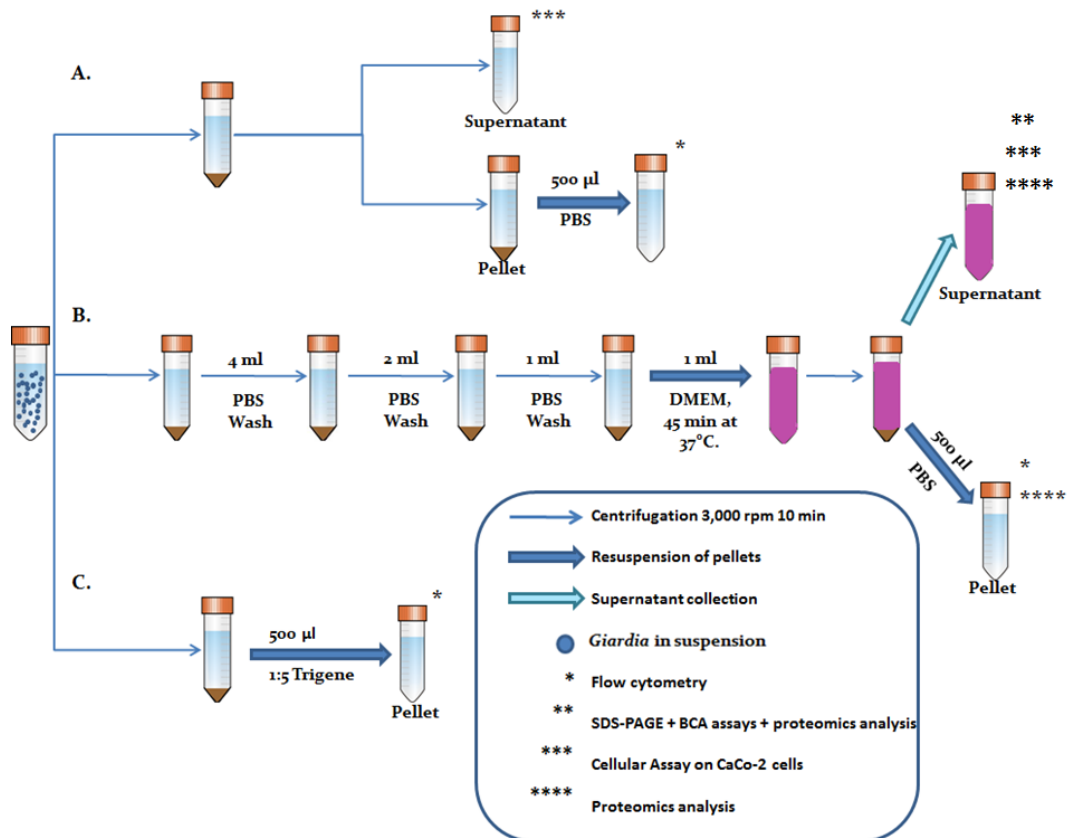 A.
***
Supernatant
*
500 µl
PBS
Pellet
**
***
****
Supernatant
B.
4 ml
PBS
Wash
2 ml
PBS
Wash
1 ml
PBS
Wash
1 ml
DMEM,
45 min at
37°C.
500 µl
PBS
*
****
Pellet
C.
500 µl
1:5 Trigene
*
Pellet
Centrifugation 3,000 rpm 10 min
Resuspension of pellets
Supernatant collection
Giardia in suspension
* Flow cytometry
** SDS-PAGE + BCA assays + proteomics analysis
*** Cellular Assay on CaCo-2 cells
**** Proteomics analysis